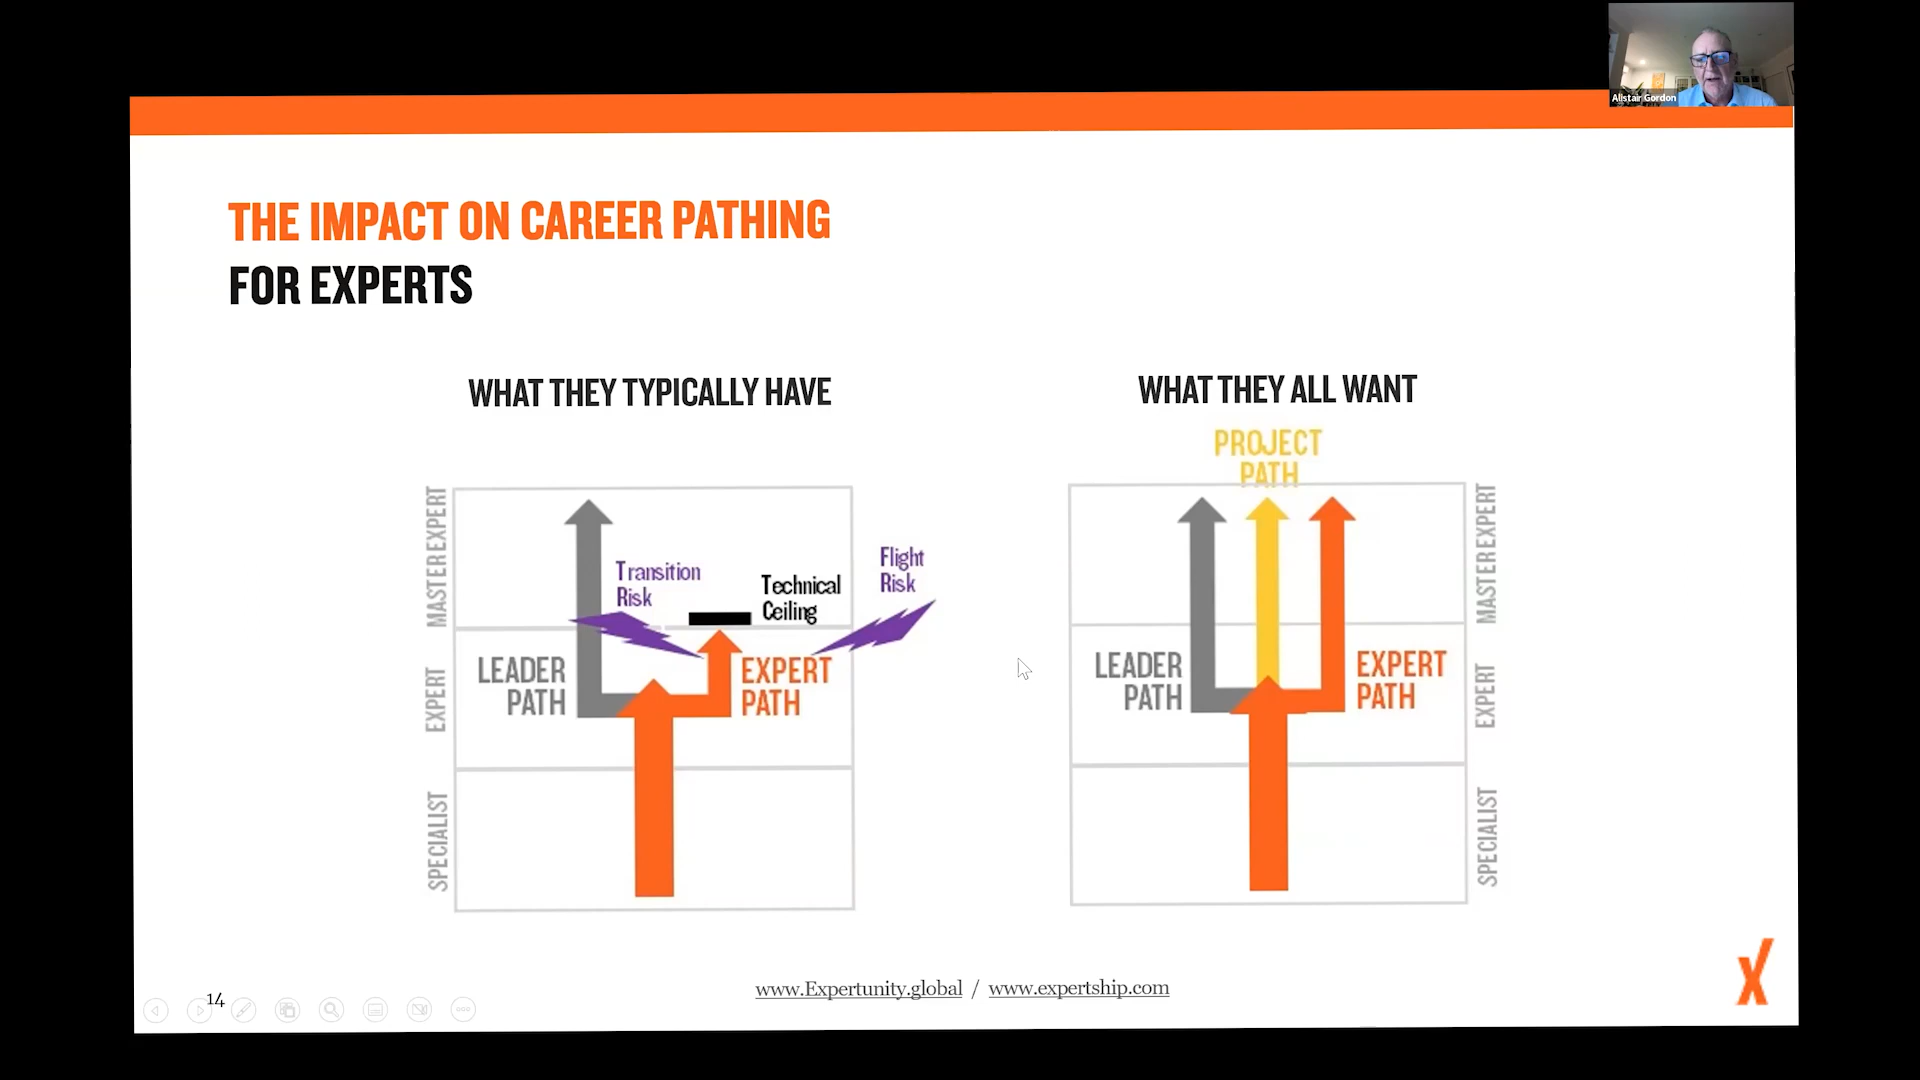 Alistair Gordon
THE IMPACT ON CAREER PATHING
FOR EXPERTS
WHAT THEY TYPICALLY HAVE
MASTER EXPERT
EXPERT
SPECIALIST
Transition
Risk
Technical
Ceiling
Flight
Risk
LEADER
PATH
EXPERT
PATH
WHAT THEY ALL WANT
PROJECT
PATH
LEADER
PATH
EXPERT
PATH
MASTER EXPERT
EXPERT
SPECIALIST
14
www.Expertunity.global / www.expertship.com